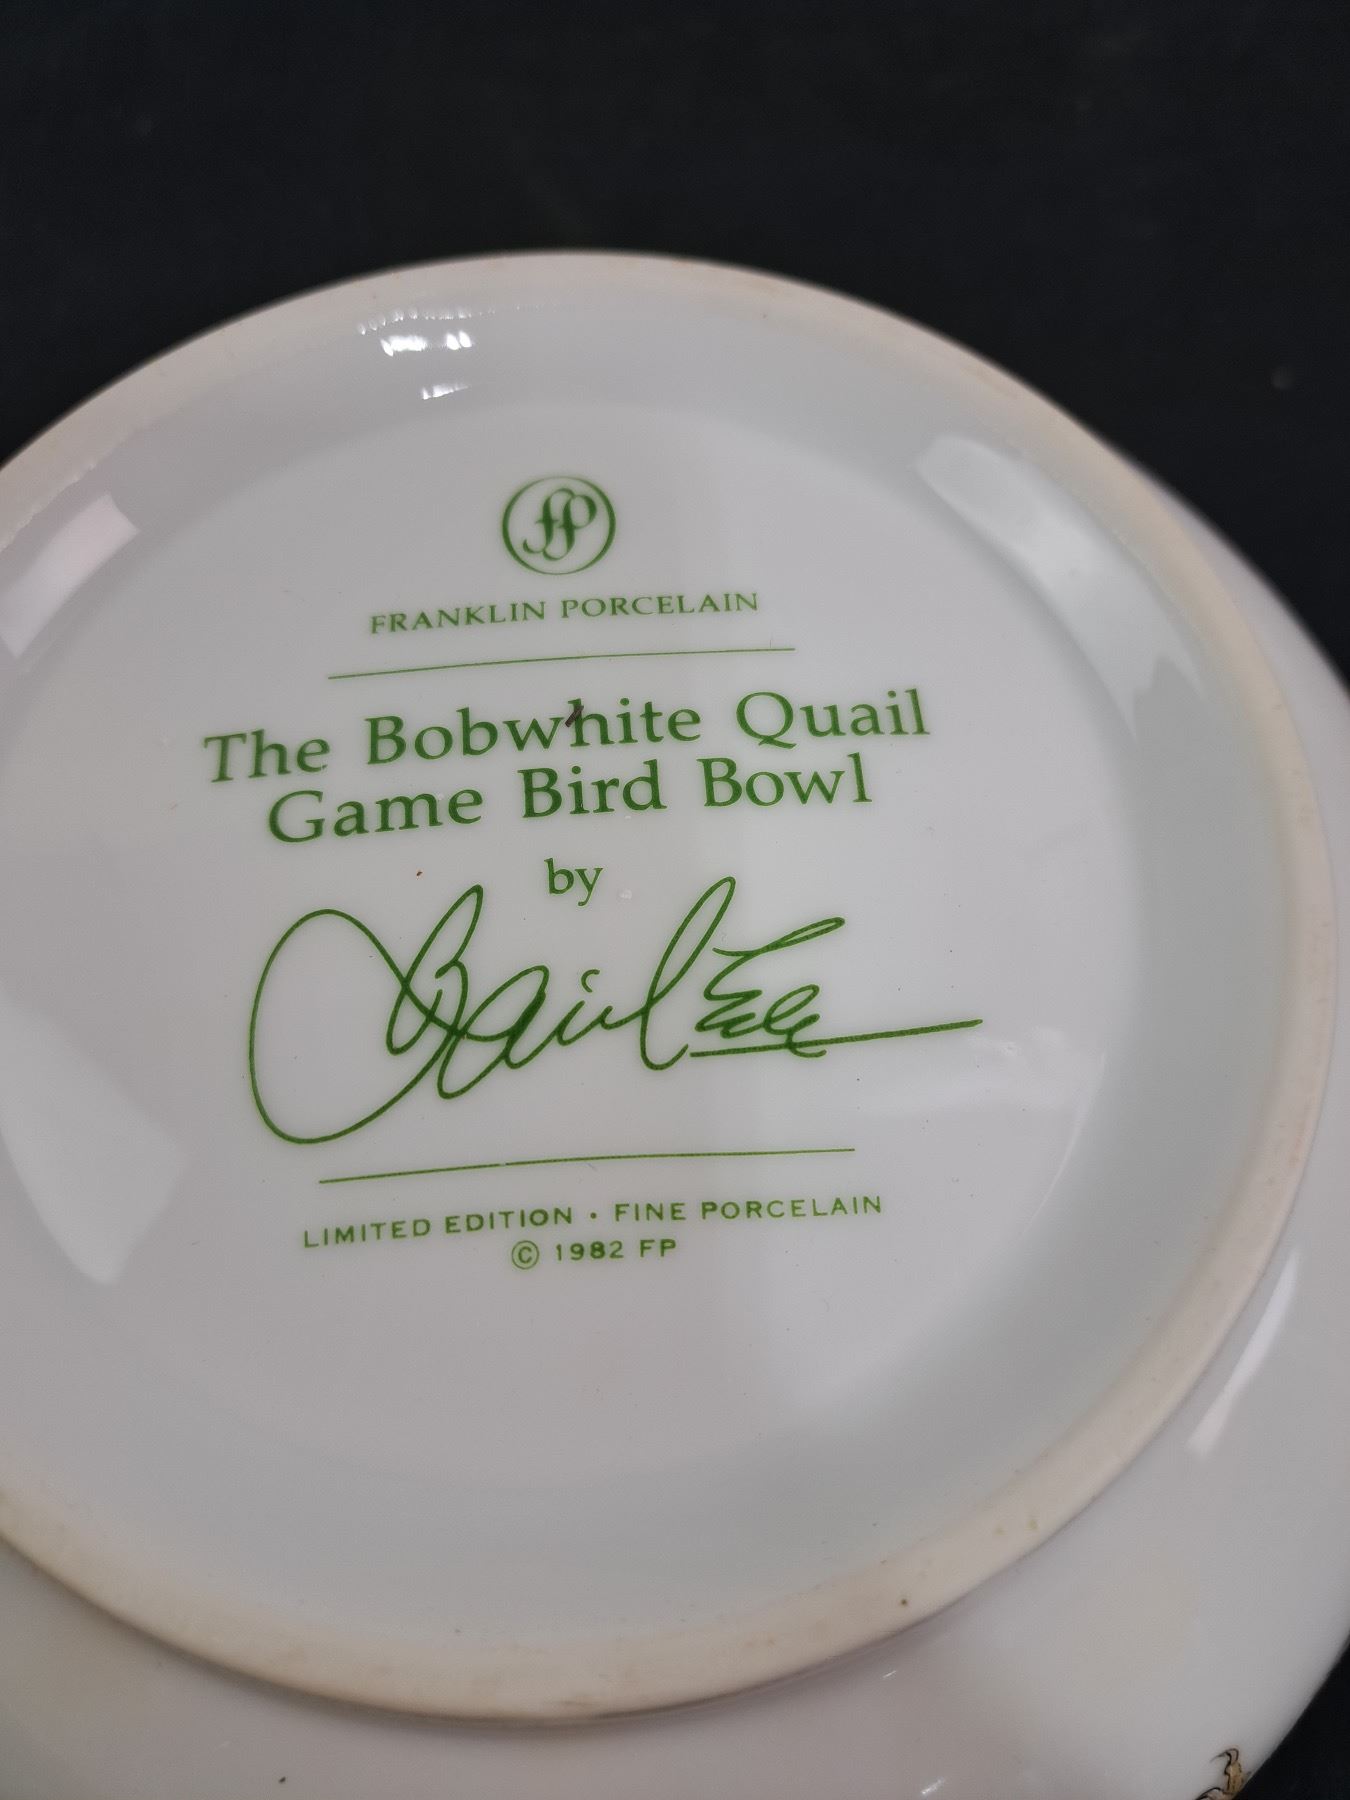 FP
FRANKLIN PORCELAIN
The Bobwhite Quail
Game Bird Bowl
by
LIMITED EDITION · FINE PORCELAIN
© 1982 FP